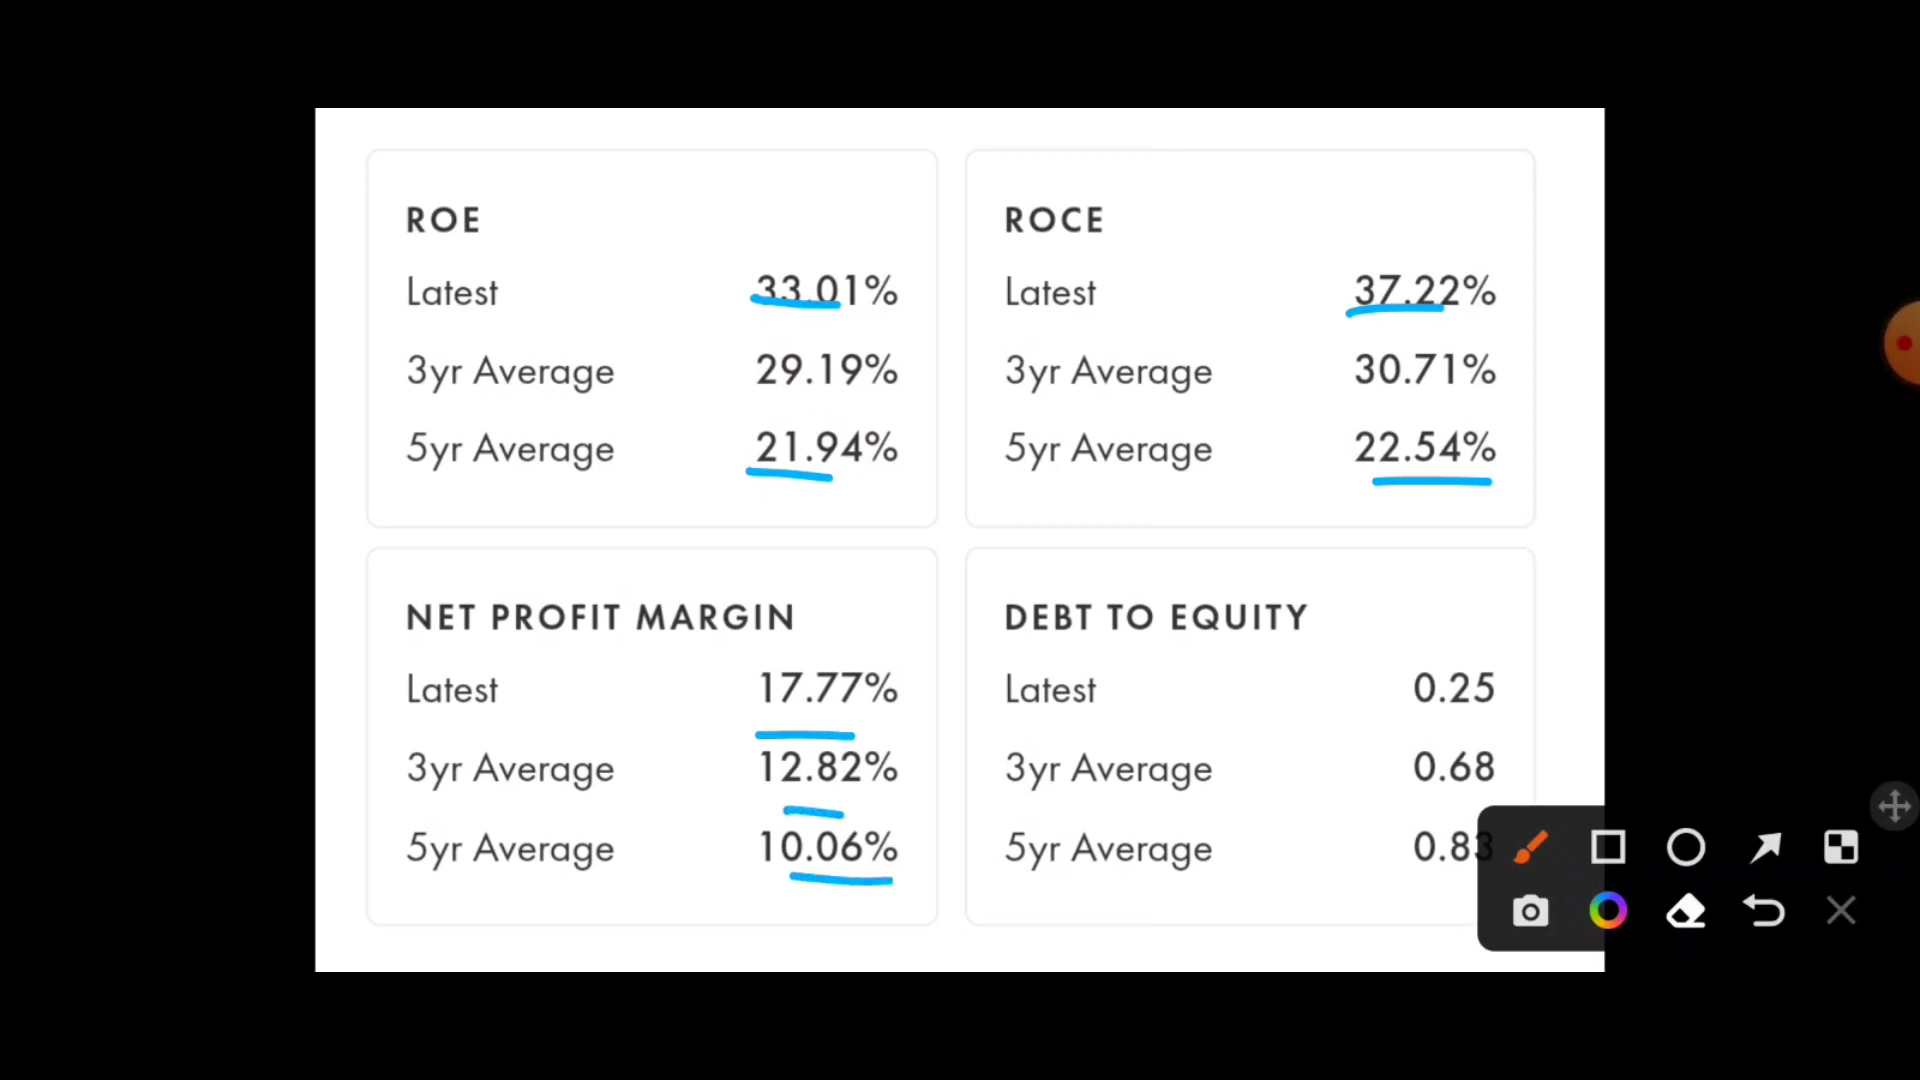 ROE
Latest 33.01%
3yr Average 29.19%
5yr Average 21.94%
ROCE
Latest 37.22%
3yr Average 30.71%
5yr Average 22.54%
NET PROFIT MARGIN
Latest 17.77%
3yr Average 12.82%
5yr Average 10.06%
DEBT TO EQUITY
Latest 0.25
3yr Average 0.68
5yr Average 0.83